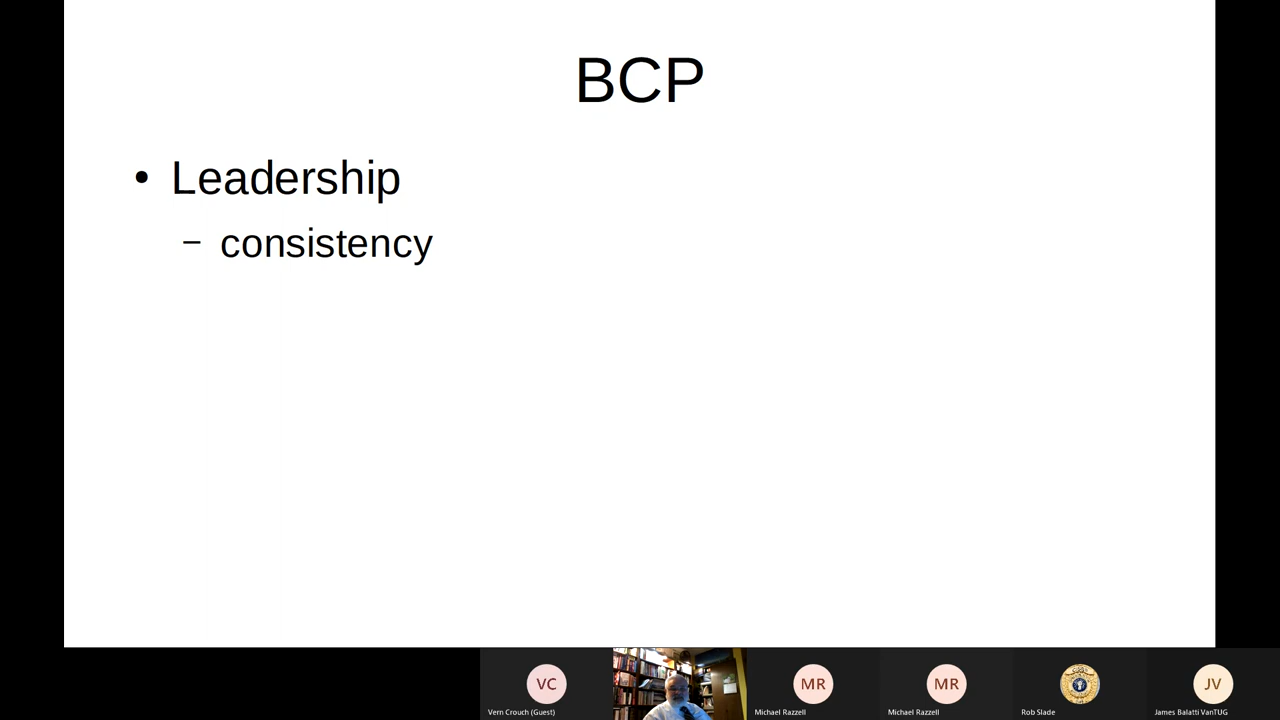 BCP
• Leadership
– consistency
VC
MR
MR
JV
Vern Crouch (Guest)
Michael Razzell
Michael Razzell
Rob Slade
James Balatti VanTUG